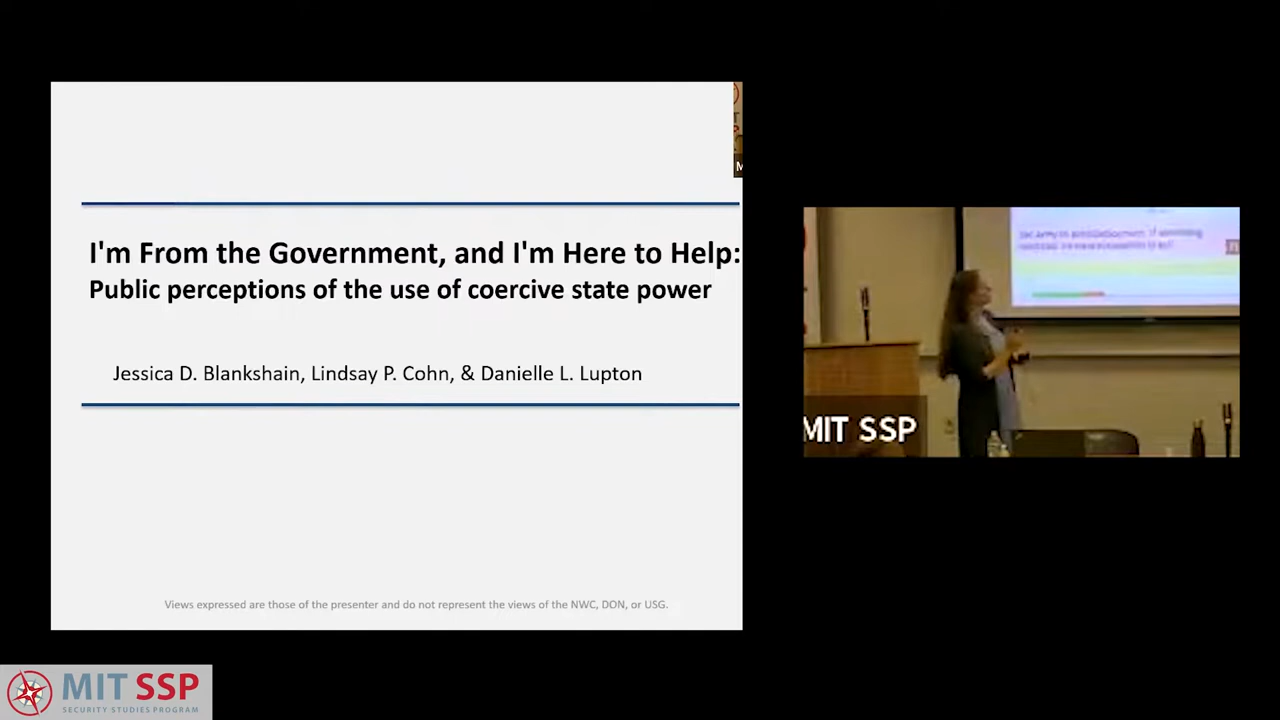 I'm From the Government, and I'm Here to Help:
Public perceptions of the use of coercive state power
Jessica D. Blankshain, Lindsay P. Cohn, & Danielle L. Lupton
Views expressed are those of the presenter and do not represent the views of the NWC, DON, or USG.
MIT SSP
MIT SSP
SECURITY STUDIES PROGRAM